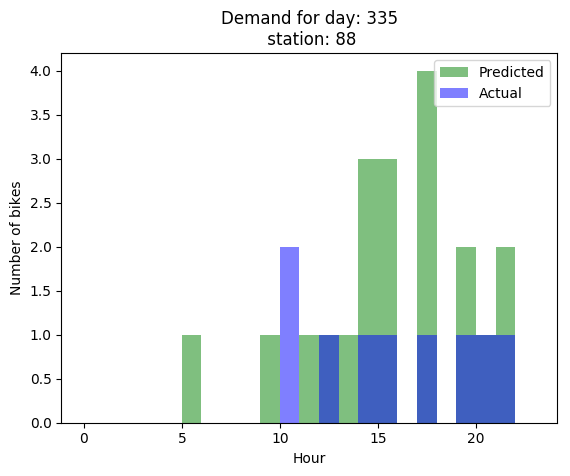 Demand for day: 335
station: 88
Predicted
Actual
4.0
3.5
3.0
2.5
2.0
1.5
1.0
0.5
0.0
Number of bikes
0 5 10 15 20
Hour